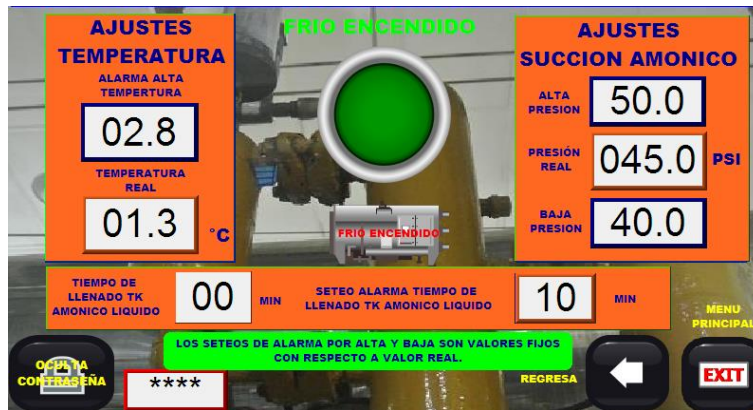 AJUSTES
TEMPERATURA
ALARMA ALTA
TEMPERTURA
02.8
TEMPERATURA
REAL
01.3 °C
FRIO ENCENDIDO
FRIO ENCENDIDO
AJUSTES
SUCCION AMONICO
ALTA
PRESION
50.0
PRESIÓN
REAL
045.0 PSI
BAJA
PRESION
40.0
TIEMPO DE
LLENADO TK
AMONICO LIQUIDO
00 MIN
SETEO ALARMA TIEMPO DE
LLENADO TK AMONICO LIQUIDO
10 MIN
LOS SETEOS DE ALARMA POR ALTA Y BAJA SON VALORES FIJOS
CON RESPECTO A VALOR REAL.
OCULTA
CONTRASEÑA
****
REGRESA
MENU
PRINCIPAL
EXIT